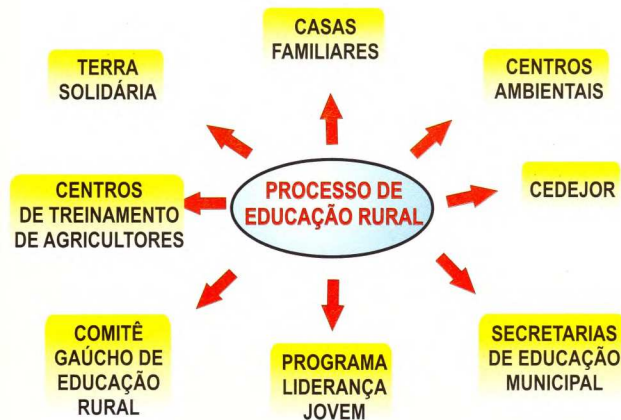 CASAS
FAMILIARES
TERRA
SOLIDÁRIA
CENTROS
AMBIENTAIS
CENTROS
DE TREINAMENTO
DE AGRICULTORES
PROCESSO DE
EDUCAÇÃO RURAL
CEDEJOR
COMITÊ
GAÚCHO DE
EDUCAÇÃO
RURAL
PROGRAMA
LIDERANÇA
JOVEM
SECRETARIAS
DE EDUCAÇÃO
MUNICIPAL